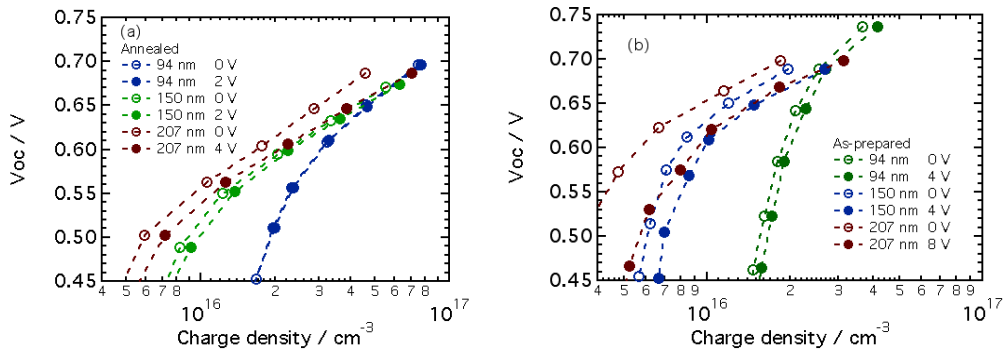 (a)
Annealed
94 nm 0 V
94 nm 2 V
150 nm 0 V
150 nm 2 V
207 nm 0 V
207 nm 4 V
Voc / V
0.75
0.70
0.65
0.60
0.55
0.50
0.45
4 5 6 7 8 10^16 2 3 4 5 6 7 8 10^17
Charge density / cm^-3
(b)
As-prepared
94 nm 0 V
94 nm 4 V
150 nm 0 V
150 nm 4 V
207 nm 0 V
207 nm 8 V
Voc / V
0.75
0.70
0.65
0.60
0.55
0.50
0.45
4 5 6 7 8 9 10^16 2 3 4 5 6 7 8 9 10^17
Charge density / cm^-3